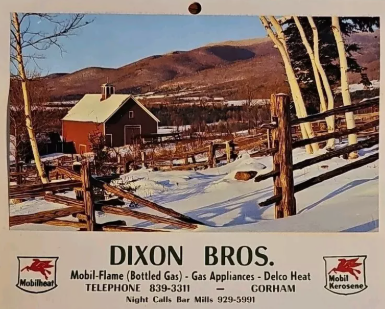 DIXON BROS.
Mobil-Flame (Bottled Gas) - Gas Appliances - Delco Heat
TELEPHONE 839-3311 — GORHAM
Night Calls Bar Mills 929-5991
Mobilheat
Mobil
Kerosene